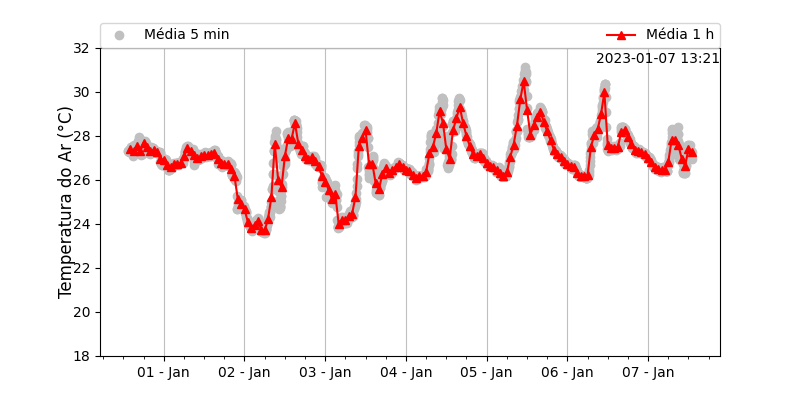 Média 5 min
Média 1 h
2023-01-07 13:21
Temperatura do Ar (°C)
32
30
28
26
24
22
20
18
01 - Jan
02 - Jan
03 - Jan
04 - Jan
05 - Jan
06 - Jan
07 - Jan